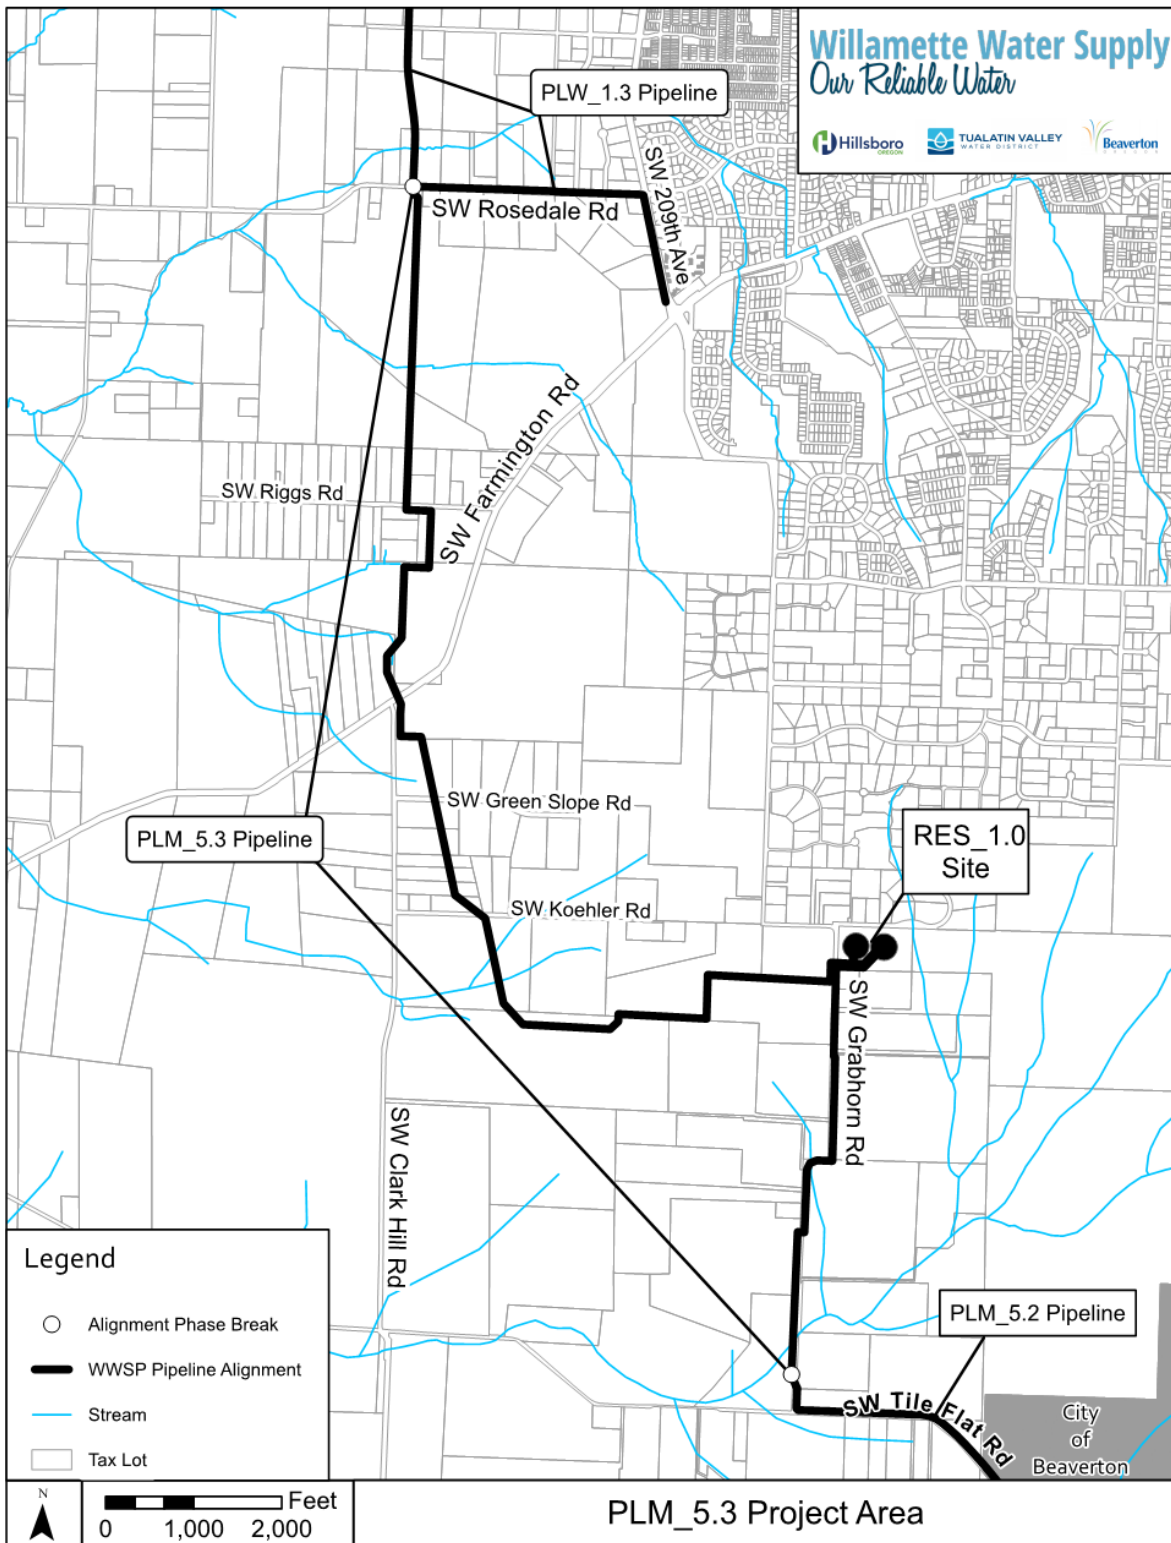 Willamette Water Supply
Our Reliable Water
Hillsboro
OREGON
TUALATIN VALLEY
WATER DISTRICT
Beaverton
OREGON
PLW_1.3 Pipeline
SW 209th Ave
SW Rosedale Rd
SW Farmington Rd
SW Riggs Rd
SW Green Slope Rd
PLM_5.3 Pipeline
RES_1.0
Site
SW Koehler Rd
SW Grabhorn Rd
SW Clark Hill Rd
PLM_5.2 Pipeline
SW Tile Flat Rd
City
of
Beaverton
Legend
Alignment Phase Break
WWSP Pipeline Alignment
Stream
Tax Lot
N
Feet
0 1,000 2,000
PLM_5.3 Project Area